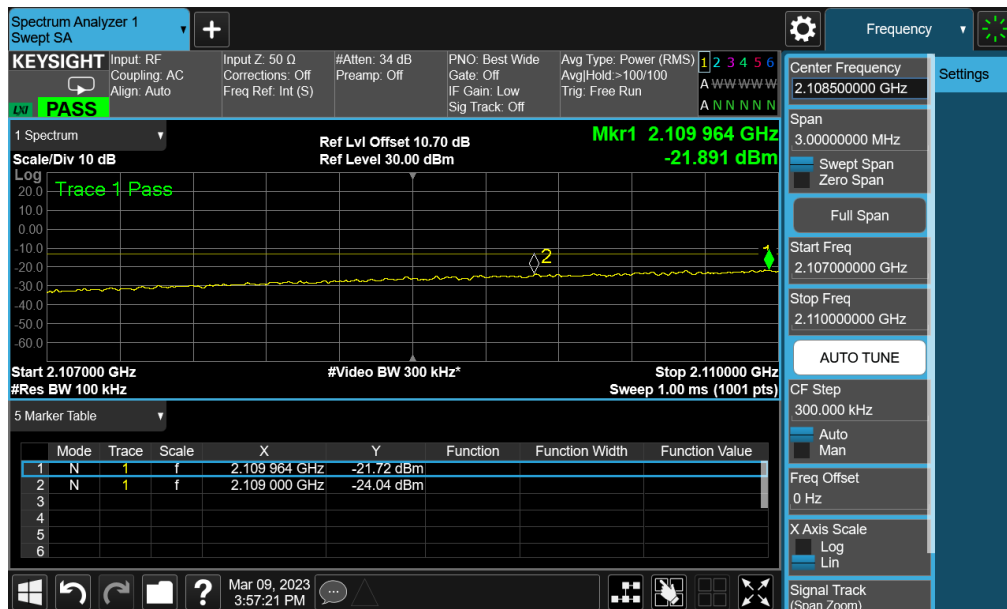 Spectrum Analyzer 1
Swept SA
+
Frequency
KEYSIGHT
LXI PASS
Input: RF
Coupling: AC
Align: Auto
Input Z: 50 Ω
Corrections: Off
Freq Ref: Int (S)
#Atten: 34 dB
Preamp: Off
PNO: Best Wide
Gate: Off
IF Gain: Low
Sig Track: Off
Avg Type: Power (RMS)
Avg|Hold:>100/100
Trig: Free Run
1 2 3 4 5 6
A W W W W W
A N N N N N
1 Spectrum
Scale/Div 10 dB
Ref Lvl Offset 10.70 dB
Ref Level 30.00 dBm
Mkr1 2.109 964 GHz
-21.891 dBm
Log
Trace 1 Pass
20.0
10.0
0.00
-10.0
-20.0
-30.0
-40.0
-50.0
-60.0
2
1
Start 2.107000 GHz
#Res BW 100 kHz
#Video BW 300 kHz*
Stop 2.110000 GHz
Sweep 1.00 ms (1001 pts)
5 Marker Table
Mode Trace Scale X Y Function Function Width Function Value
1 N 1 f 2.109 964 GHz -21.72 dBm
2 N 1 f 2.109 000 GHz -24.04 dBm
3
4
5
6
?
Mar 09, 2023
3:57:21 PM
Center Frequency
2.108500000 GHz
Span
3.00000000 MHz
Swept Span
Zero Span
Full Span
Start Freq
2.107000000 GHz
Stop Freq
2.110000000 GHz
AUTO TUNE
CF Step
300.000 kHz
Auto
Man
Freq Offset
0 Hz
X Axis Scale
Log
Lin
Signal Track
(Span Zoom)
Settings